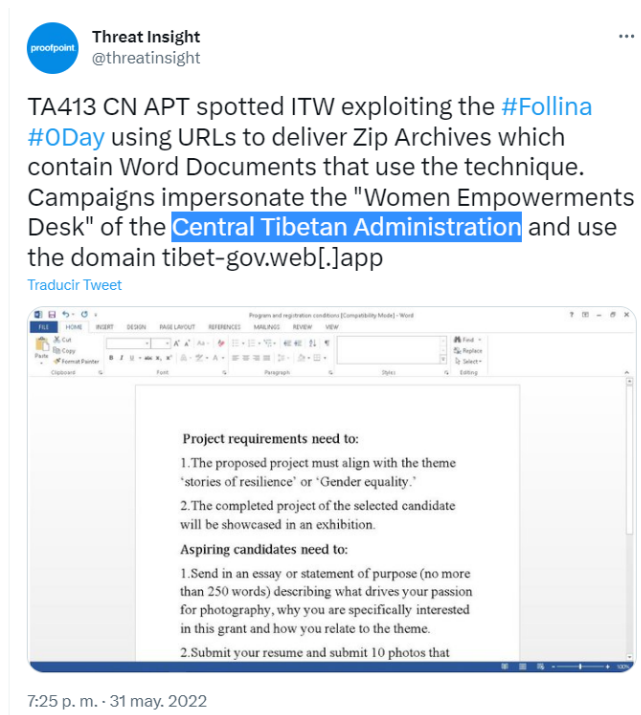 proofpoint.
Threat Insight
@threatinsight
TA413 CN APT spotted ITW exploiting the #Follina
#0Day using URLs to deliver Zip Archives which
contain Word Documents that use the technique.
Campaigns impersonate the "Women Empowerments
Desk" of the Central Tibetan Administration and use
the domain tibet-gov.web[.]app
Traducir Tweet
Program and registration conditions [Compatibility Mode] - Word
FILE HOME INSERT DESIGN PAGE LAYOUT REFERENCES MAILINGS REVIEW VIEW
Paste
Cut
Copy
Format Painter
Find
Replace
Select
Clipboard Font Paragraph Styles Editing
Project requirements need to:
1.The proposed project must align with the theme
'stories of resilience' or 'Gender equality.'
2.The completed project of the selected candidate
will be showcased in an exhibition.
Aspiring candidates need to:
1.Send in an essay or statement of purpose (no more
than 250 words) describing what drives your passion
for photography, why you are specifically interested
in this grant and how you relate to the theme.
2.Submit your resume and submit 10 photos that
100%
7:25 p. m. · 31 may. 2022